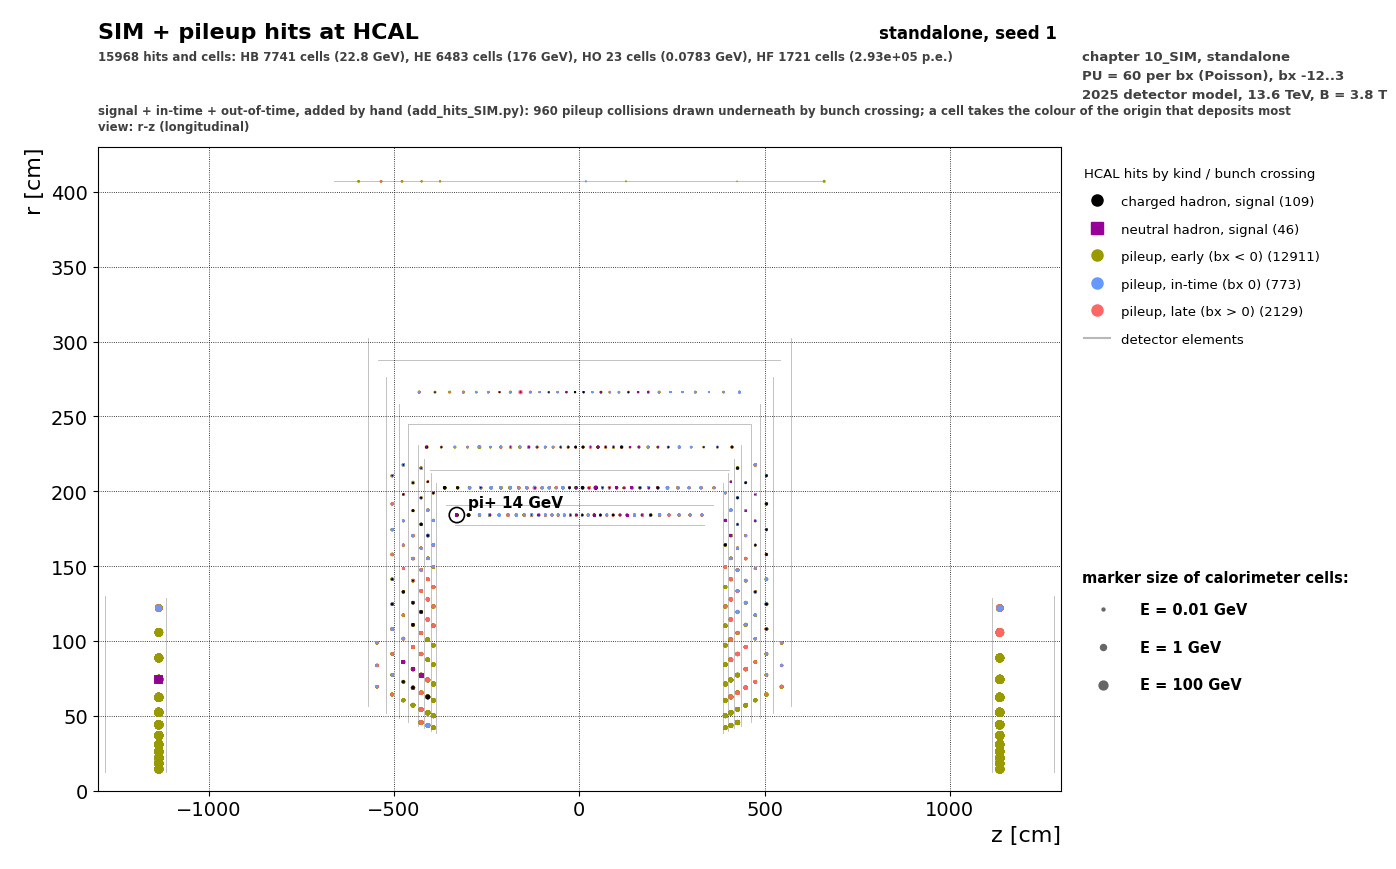 SIM + pileup hits at HCAL
standalone, seed 1
15968 hits and cells: HB 7741 cells (22.8 GeV), HE 6483 cells (176 GeV), HO 23 cells (0.0783 GeV), HF 1721 cells (2.93e+05 p.e.)
chapter 10_SIM, standalone
PU = 60 per bx (Poisson), bx -12..3
2025 detector model, 13.6 TeV, B = 3.8 T
signal + in-time + out-of-time, added by hand (add_hits_SIM.py): 960 pileup collisions drawn underneath by bunch crossing; a cell takes the colour of the origin that deposits most
view: r-z (longitudinal)
r [cm]
400
350
300
250
200
150
100
50
0
pi+ 14 GeV
−1000
−500
0
500
1000
z [cm]
HCAL hits by kind / bunch crossing
charged hadron, signal (109)
neutral hadron, signal (46)
pileup, early (bx < 0) (12911)
pileup, in-time (bx 0) (773)
pileup, late (bx > 0) (2129)
detector elements
marker size of calorimeter cells:
E = 0.01 GeV
E = 1 GeV
E = 100 GeV